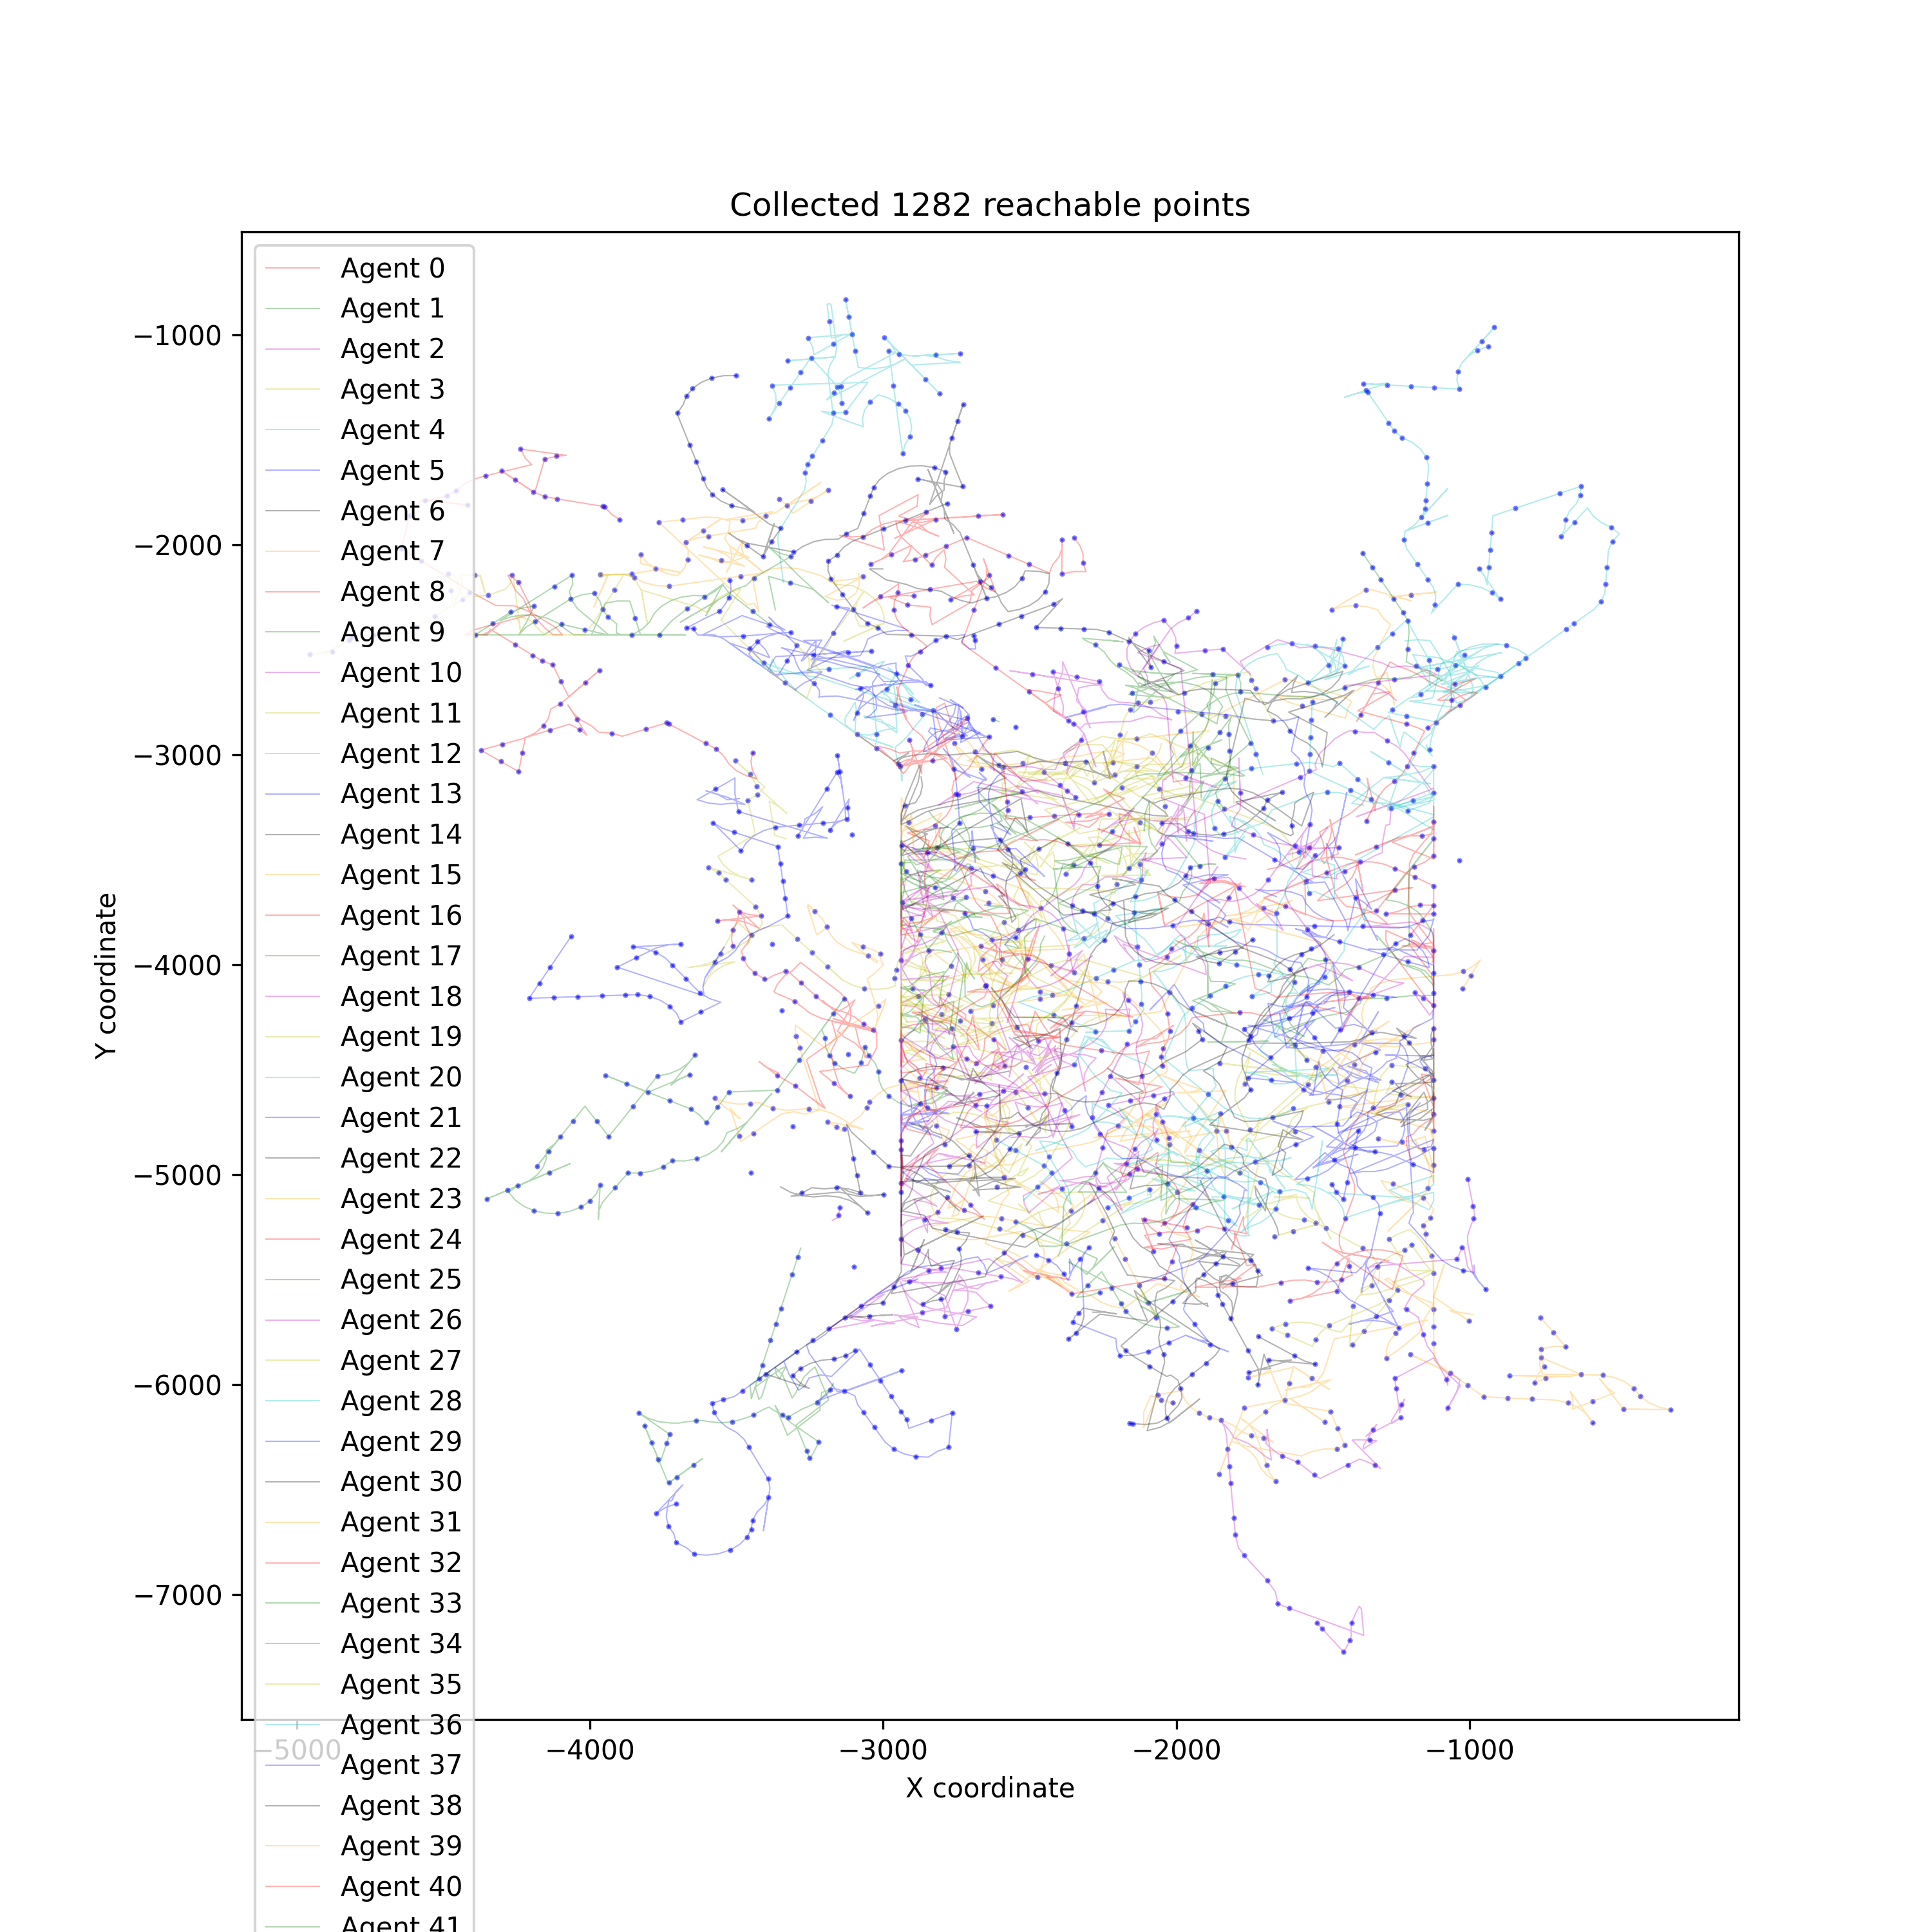 Collected 1282 reachable points
−1000
−2000
−3000
−4000
−5000
−6000
−7000
Y coordinate
Agent 0
Agent 1
Agent 2
Agent 3
Agent 4
Agent 5
Agent 6
Agent 7
Agent 8
Agent 9
Agent 10
Agent 11
Agent 12
Agent 13
Agent 14
Agent 15
Agent 16
Agent 17
Agent 18
Agent 19
Agent 20
Agent 21
Agent 22
Agent 23
Agent 24
Agent 25
Agent 26
Agent 27
Agent 28
Agent 29
Agent 30
Agent 31
Agent 32
Agent 33
Agent 34
Agent 35
Agent 36
Agent 37
Agent 38
Agent 39
Agent 40
Agent 41
−5000 −4000 −3000 −2000 −1000
X coordinate